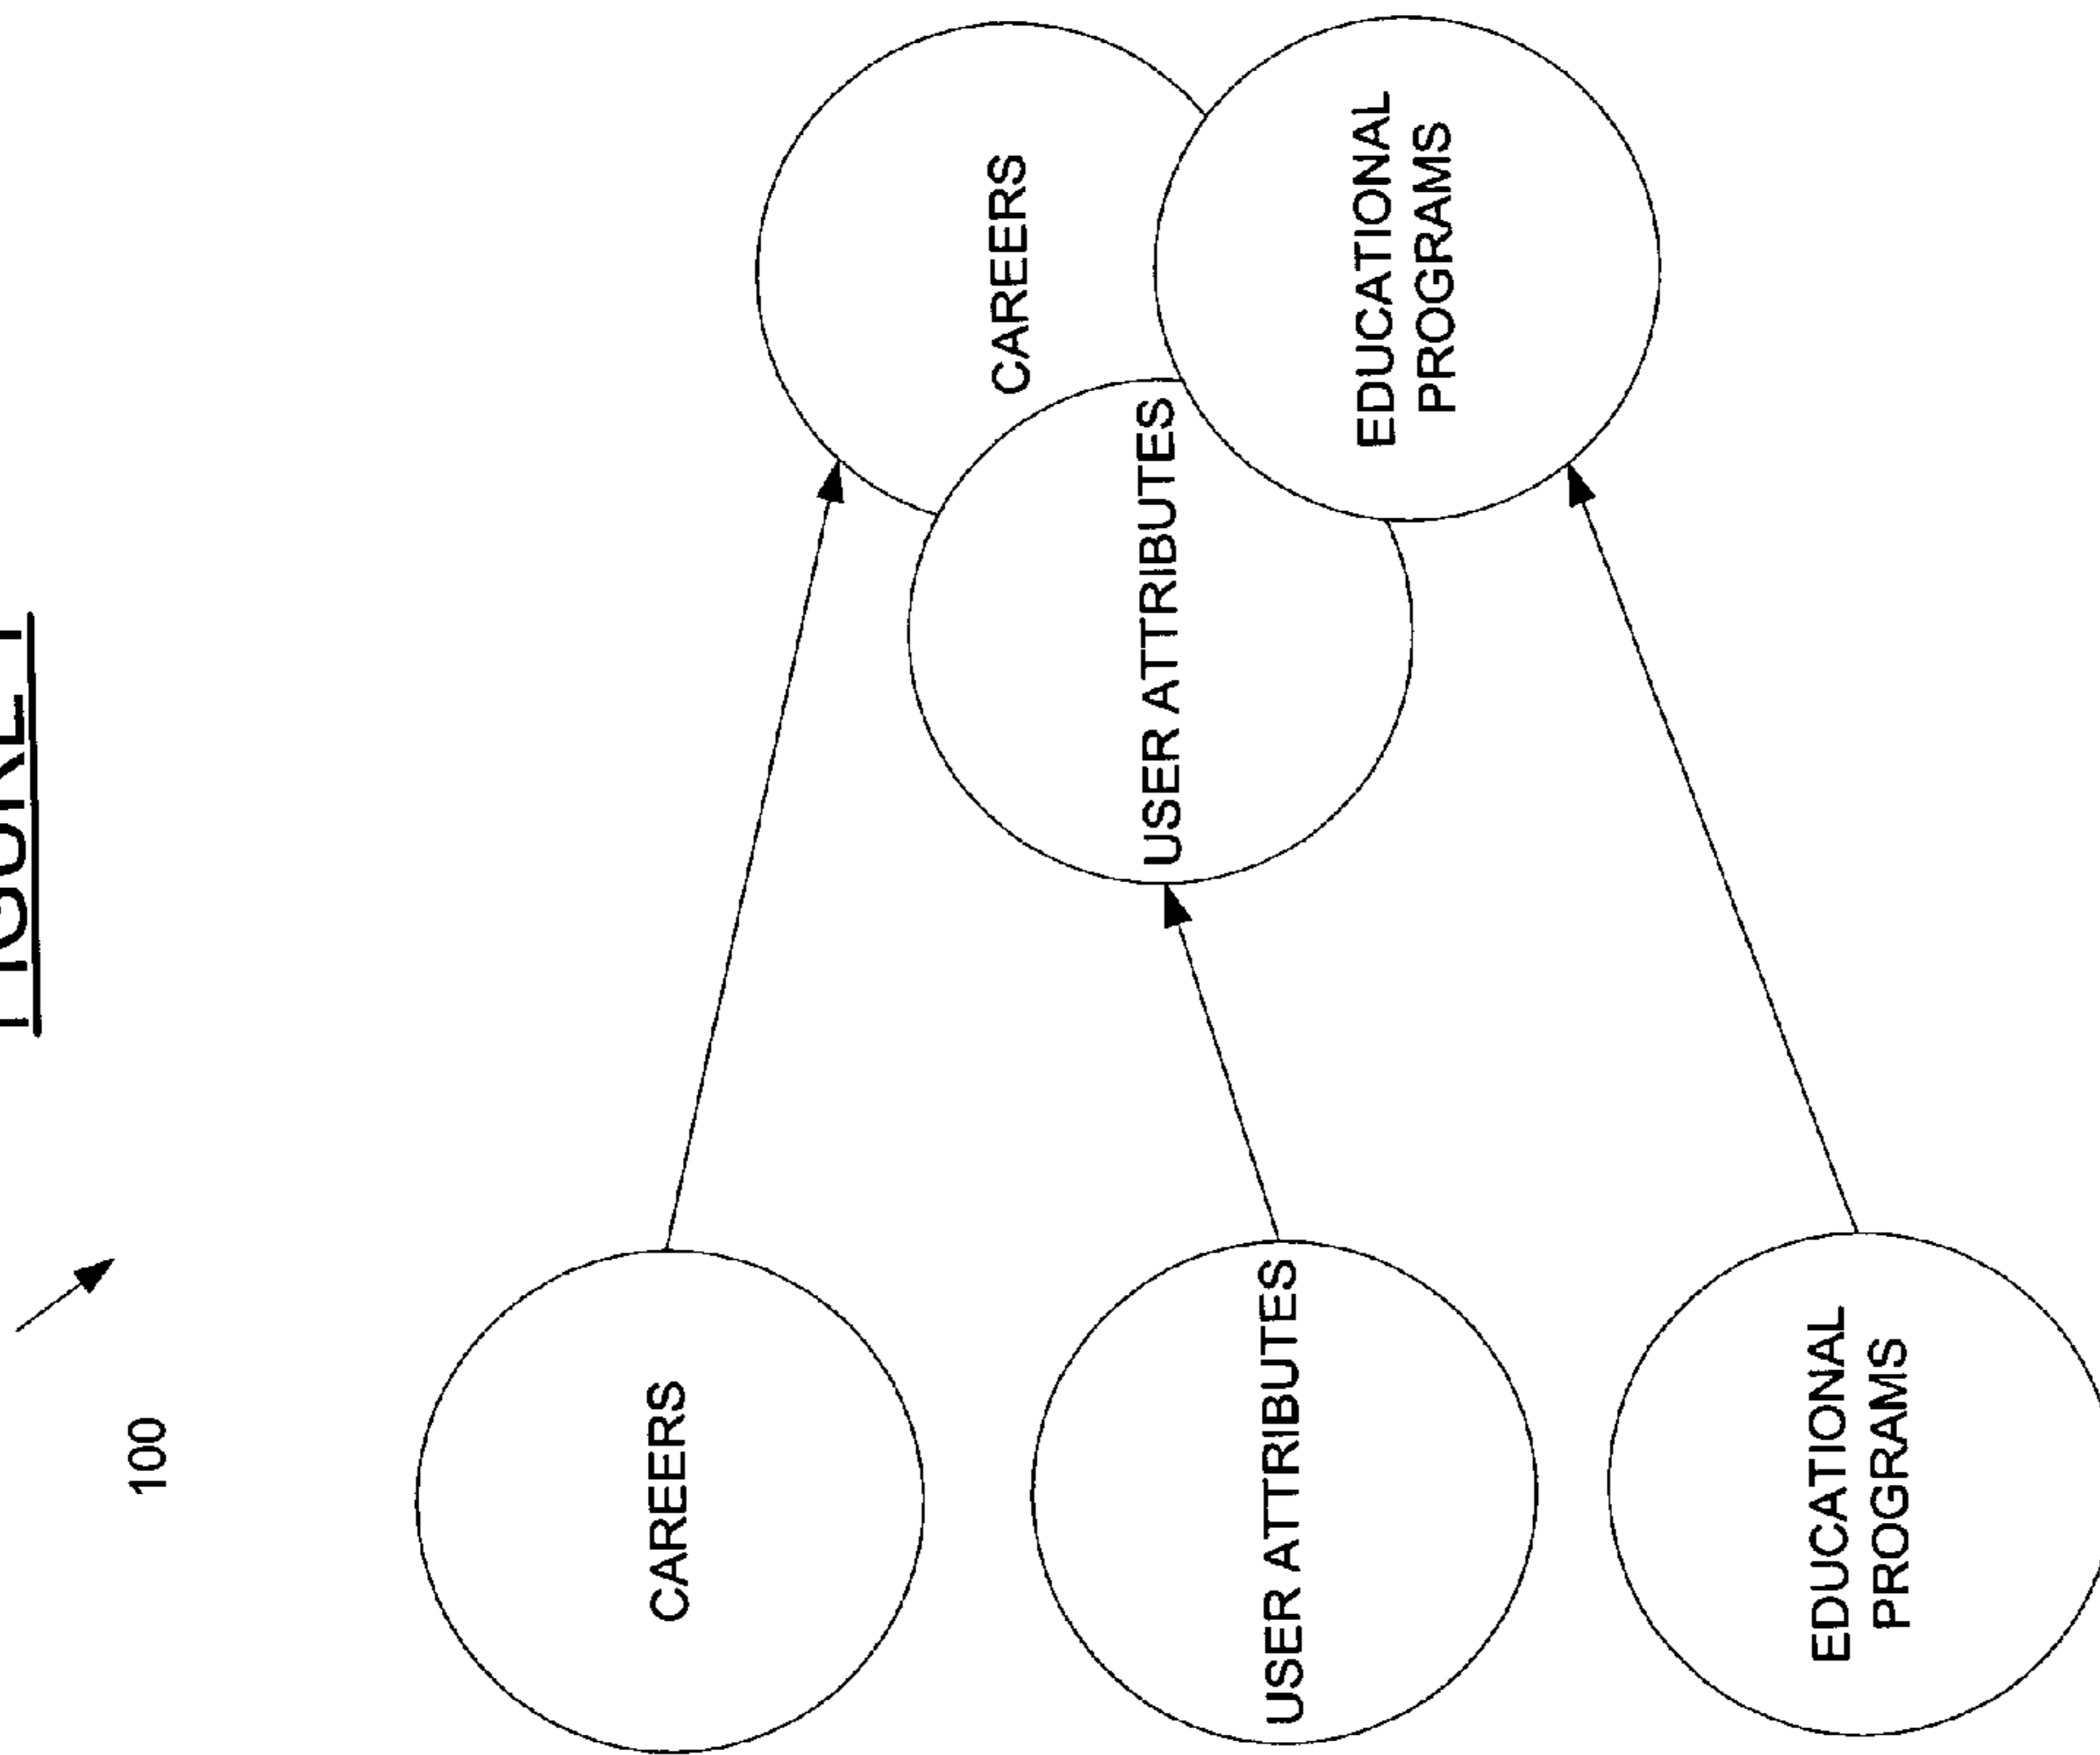 FIGURE 1
100
CAREERS
CAREERS
USER ATTRIBUTES
USER ATTRIBUTES
EDUCATIONAL
PROGRAMS
EDUCATIONAL
PROGRAMS